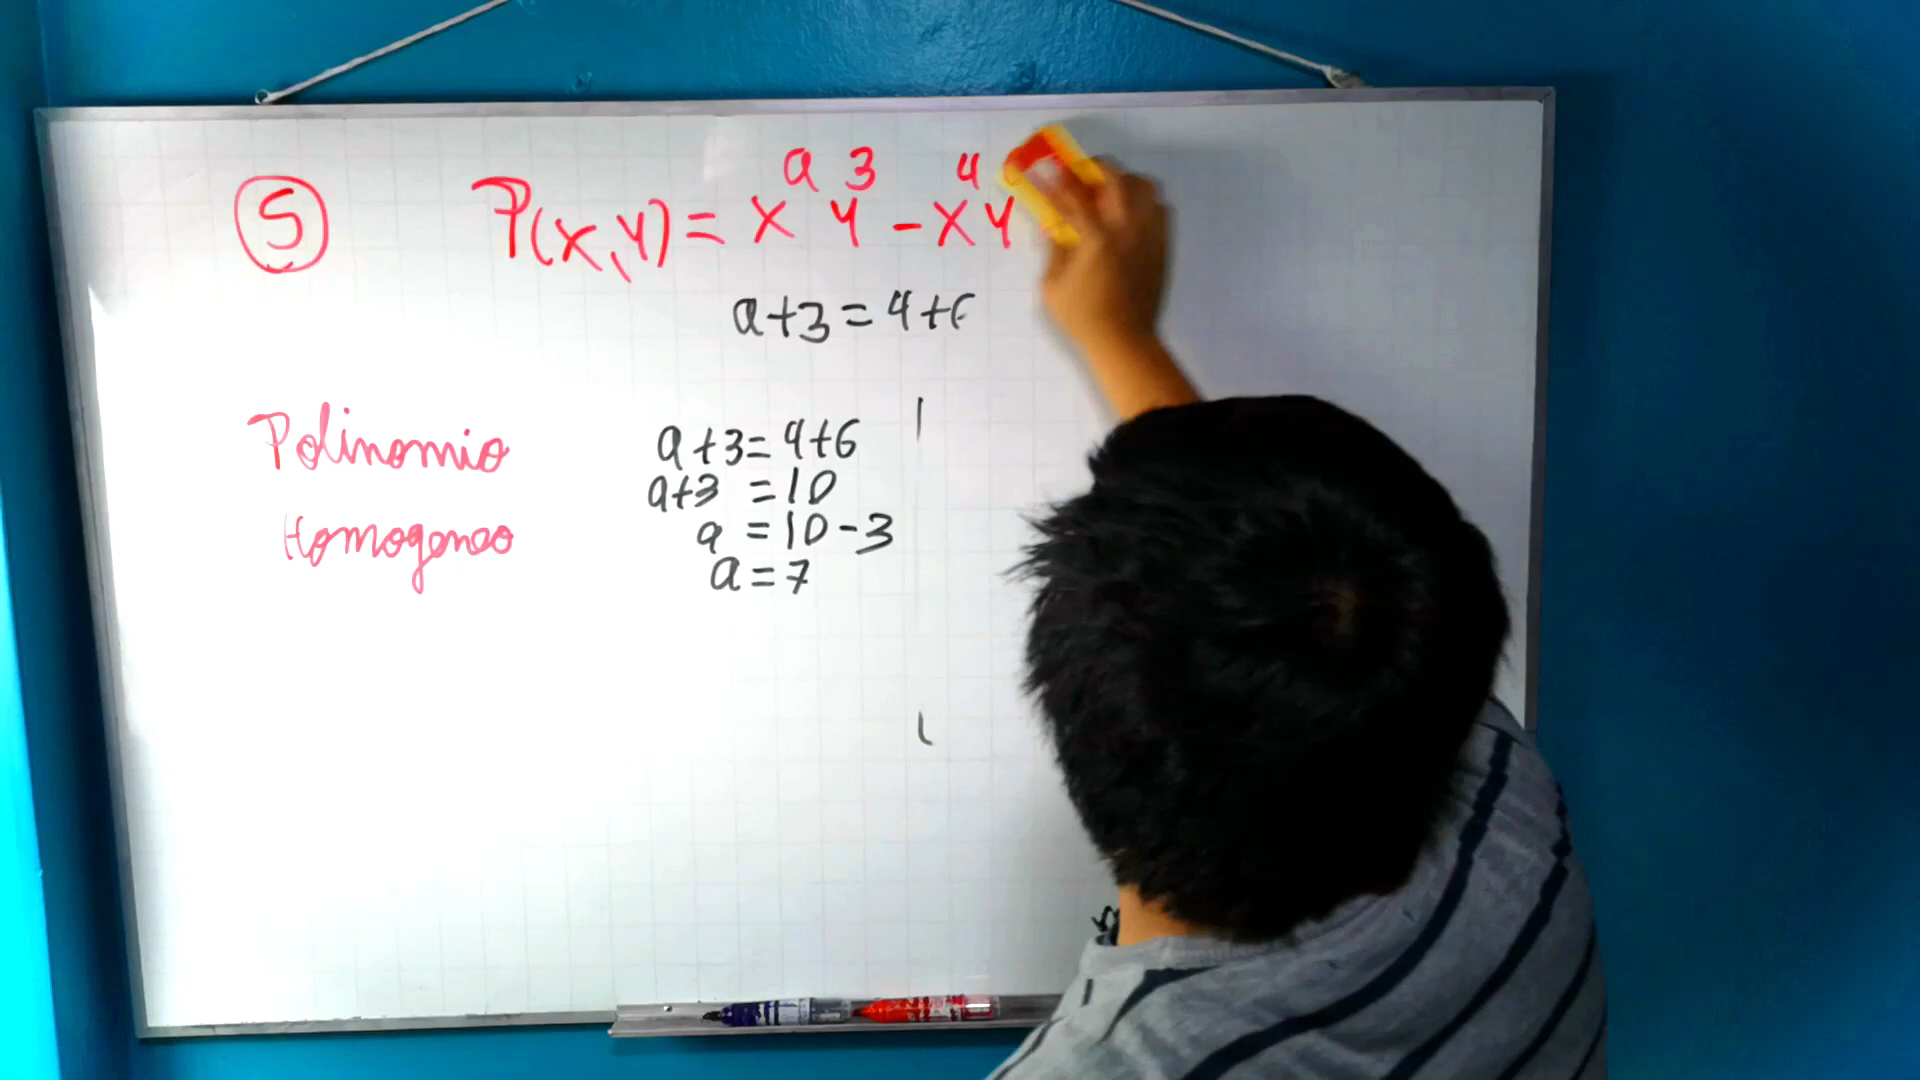 5 P(x,y) = x^a y^3 - x^4 y
a+3=4+6
Polinomio
Homogeneo
a+3=4+6
a+3 =10
a =10-3
a=7